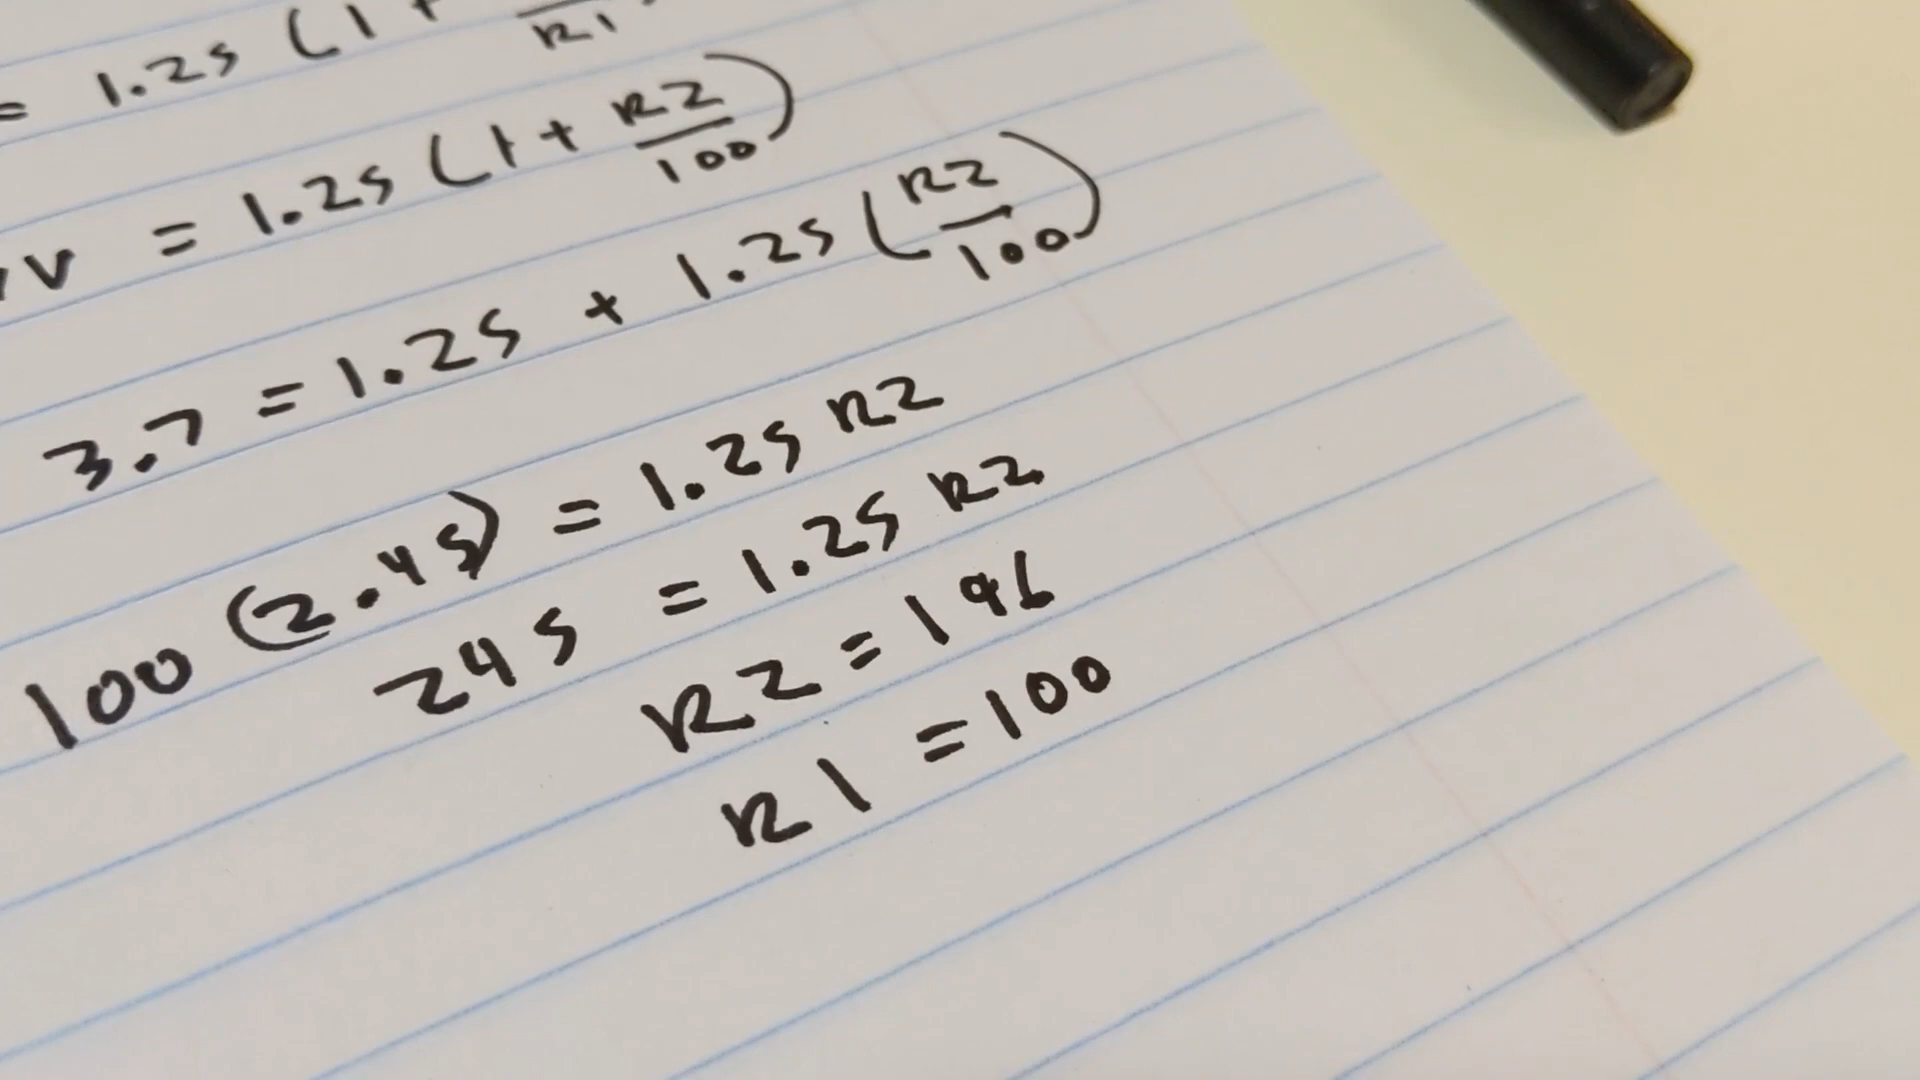 = 1.25 (1 + R1
V = 1.25 (1 + R2/100)
3.7 = 1.25 + 1.25 (R2/100)
100 (2.45) = 1.25 R2
245 = 1.25 R2
R2 = 196
R1 = 100